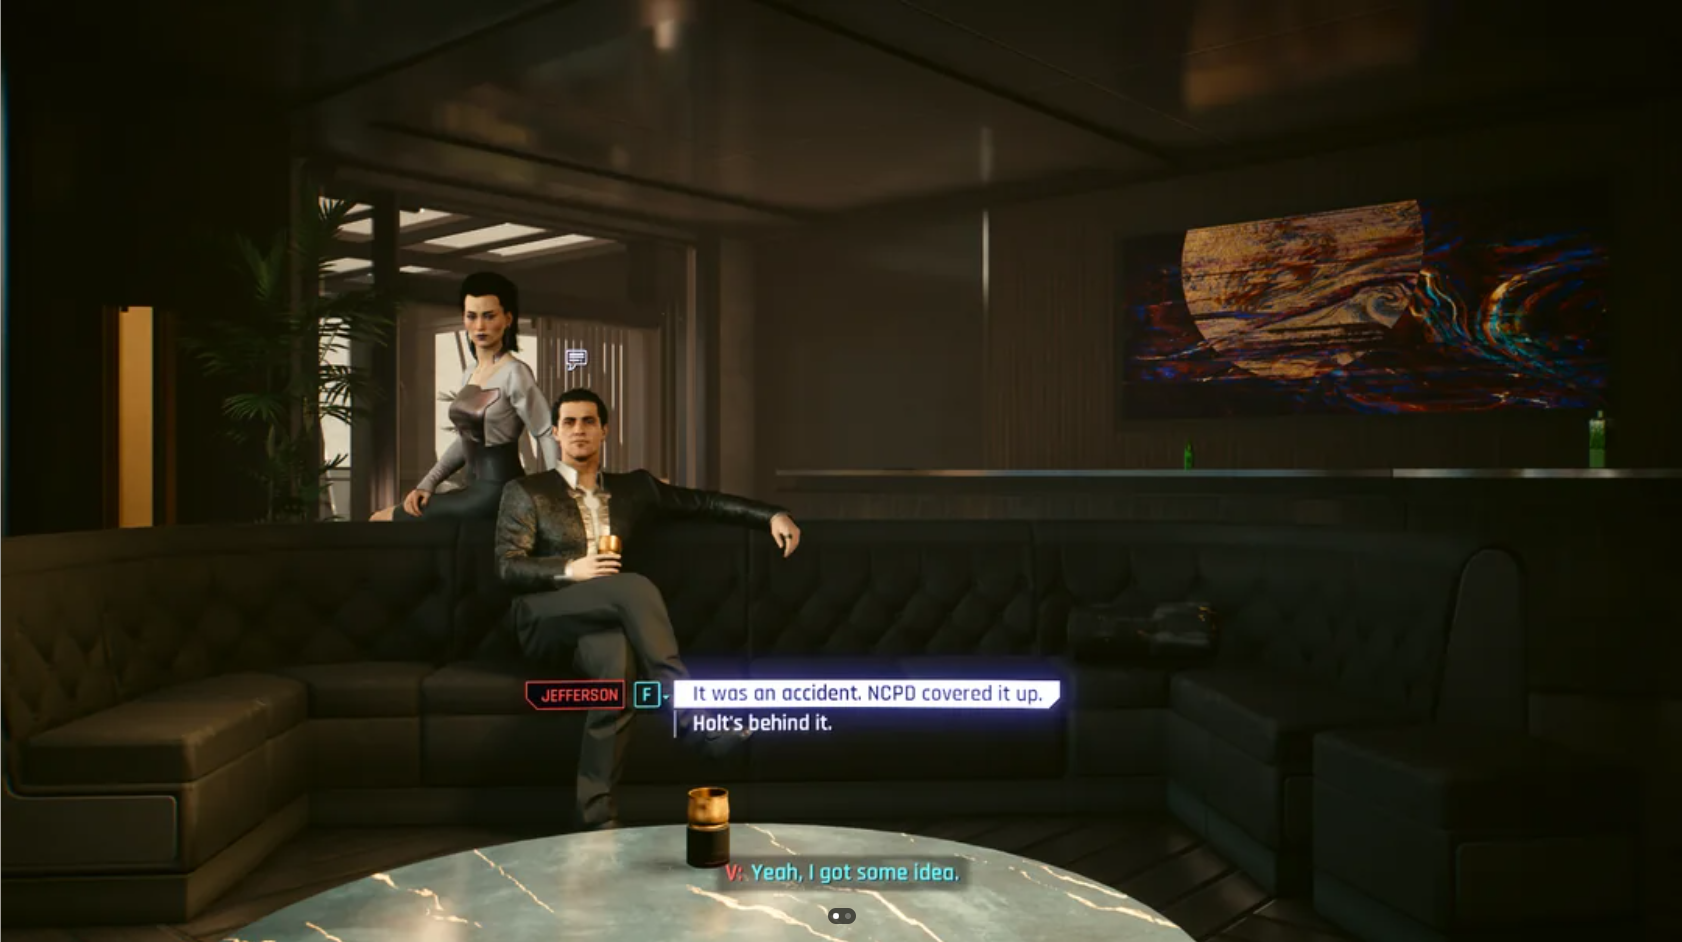 JEFFERSON F It was an accident. NCPD covered it up.
Holt's behind it.
V: Yeah, I got some idea.